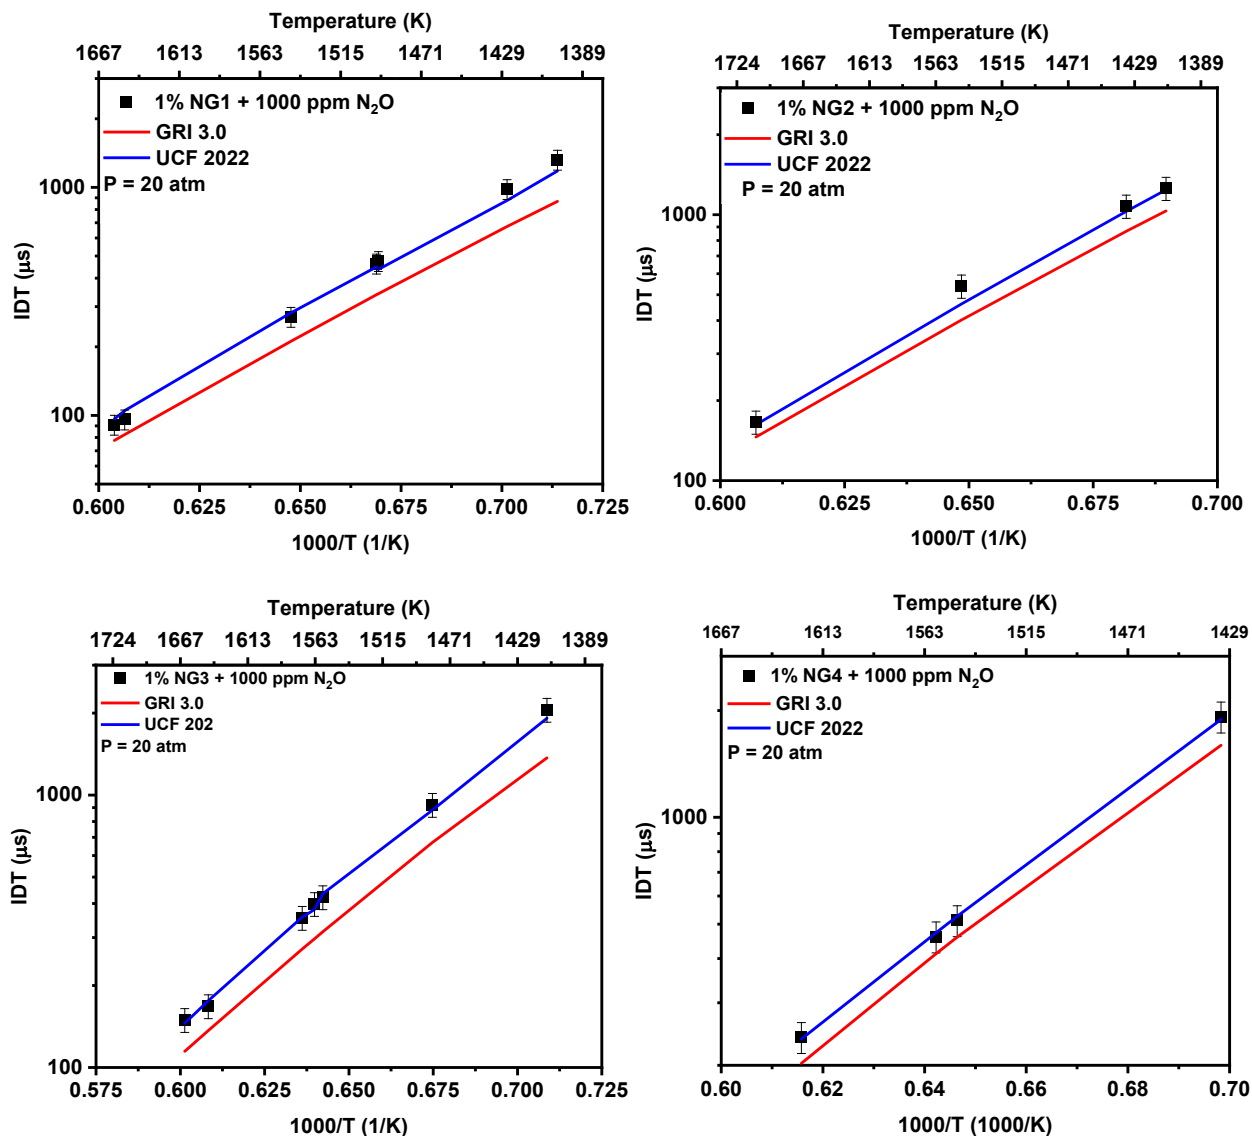 Temperature (K)
1667 1613 1563 1515 1471 1429 1389
1% NG1 + 1000 ppm N₂O
GRI 3.0
UCF 2022
P = 20 atm
1000
100
IDT (μs)
0.600 0.625 0.650 0.675 0.700 0.725
1000/T (1/K)
Temperature (K)
1724 1667 1613 1563 1515 1471 1429 1389
1% NG2 + 1000 ppm N₂O
GRI 3.0
UCF 2022
P = 20 atm
1000
100
IDT (μs)
0.600 0.625 0.650 0.675 0.700
1000/T (1/K)
Temperature (K)
1724 1667 1613 1563 1515 1471 1429 1389
1% NG3 + 1000 ppm N₂O
GRI 3.0
UCF 202
P = 20 atm
1000
100
IDT (μs)
0.575 0.600 0.625 0.650 0.675 0.700 0.725
1000/T (1/K)
Temperature (K)
1667 1613 1563 1515 1471 1429
1% NG4 + 1000 ppm N₂O
GRI 3.0
UCF 2022
P = 20 atm
1000
IDT (μs)
0.60 0.62 0.64 0.66 0.68 0.70
1000/T (1000/K)